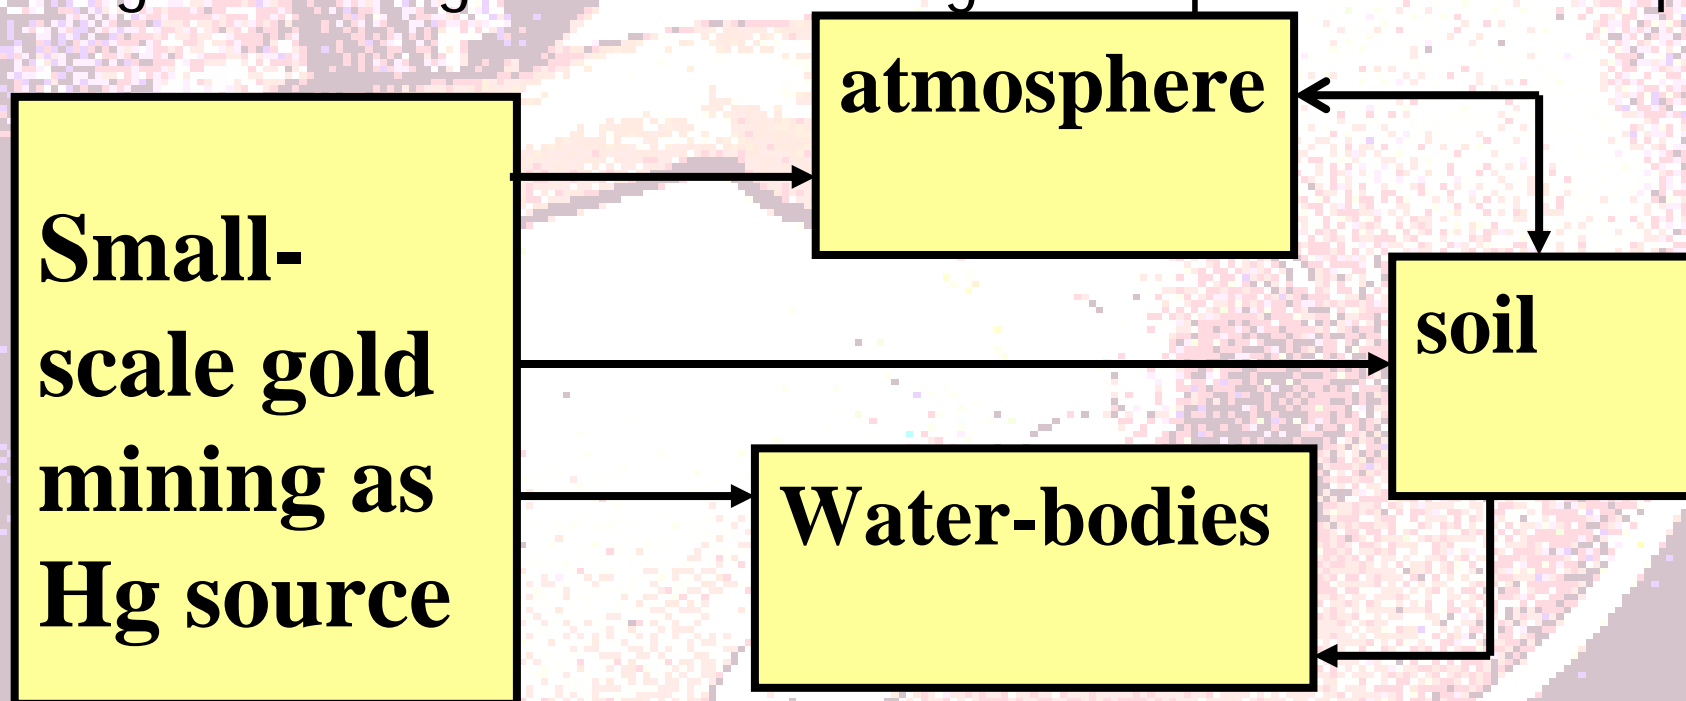 atmosphere
Small-
scale gold
mining as
Hg source
soil
Water-bodies